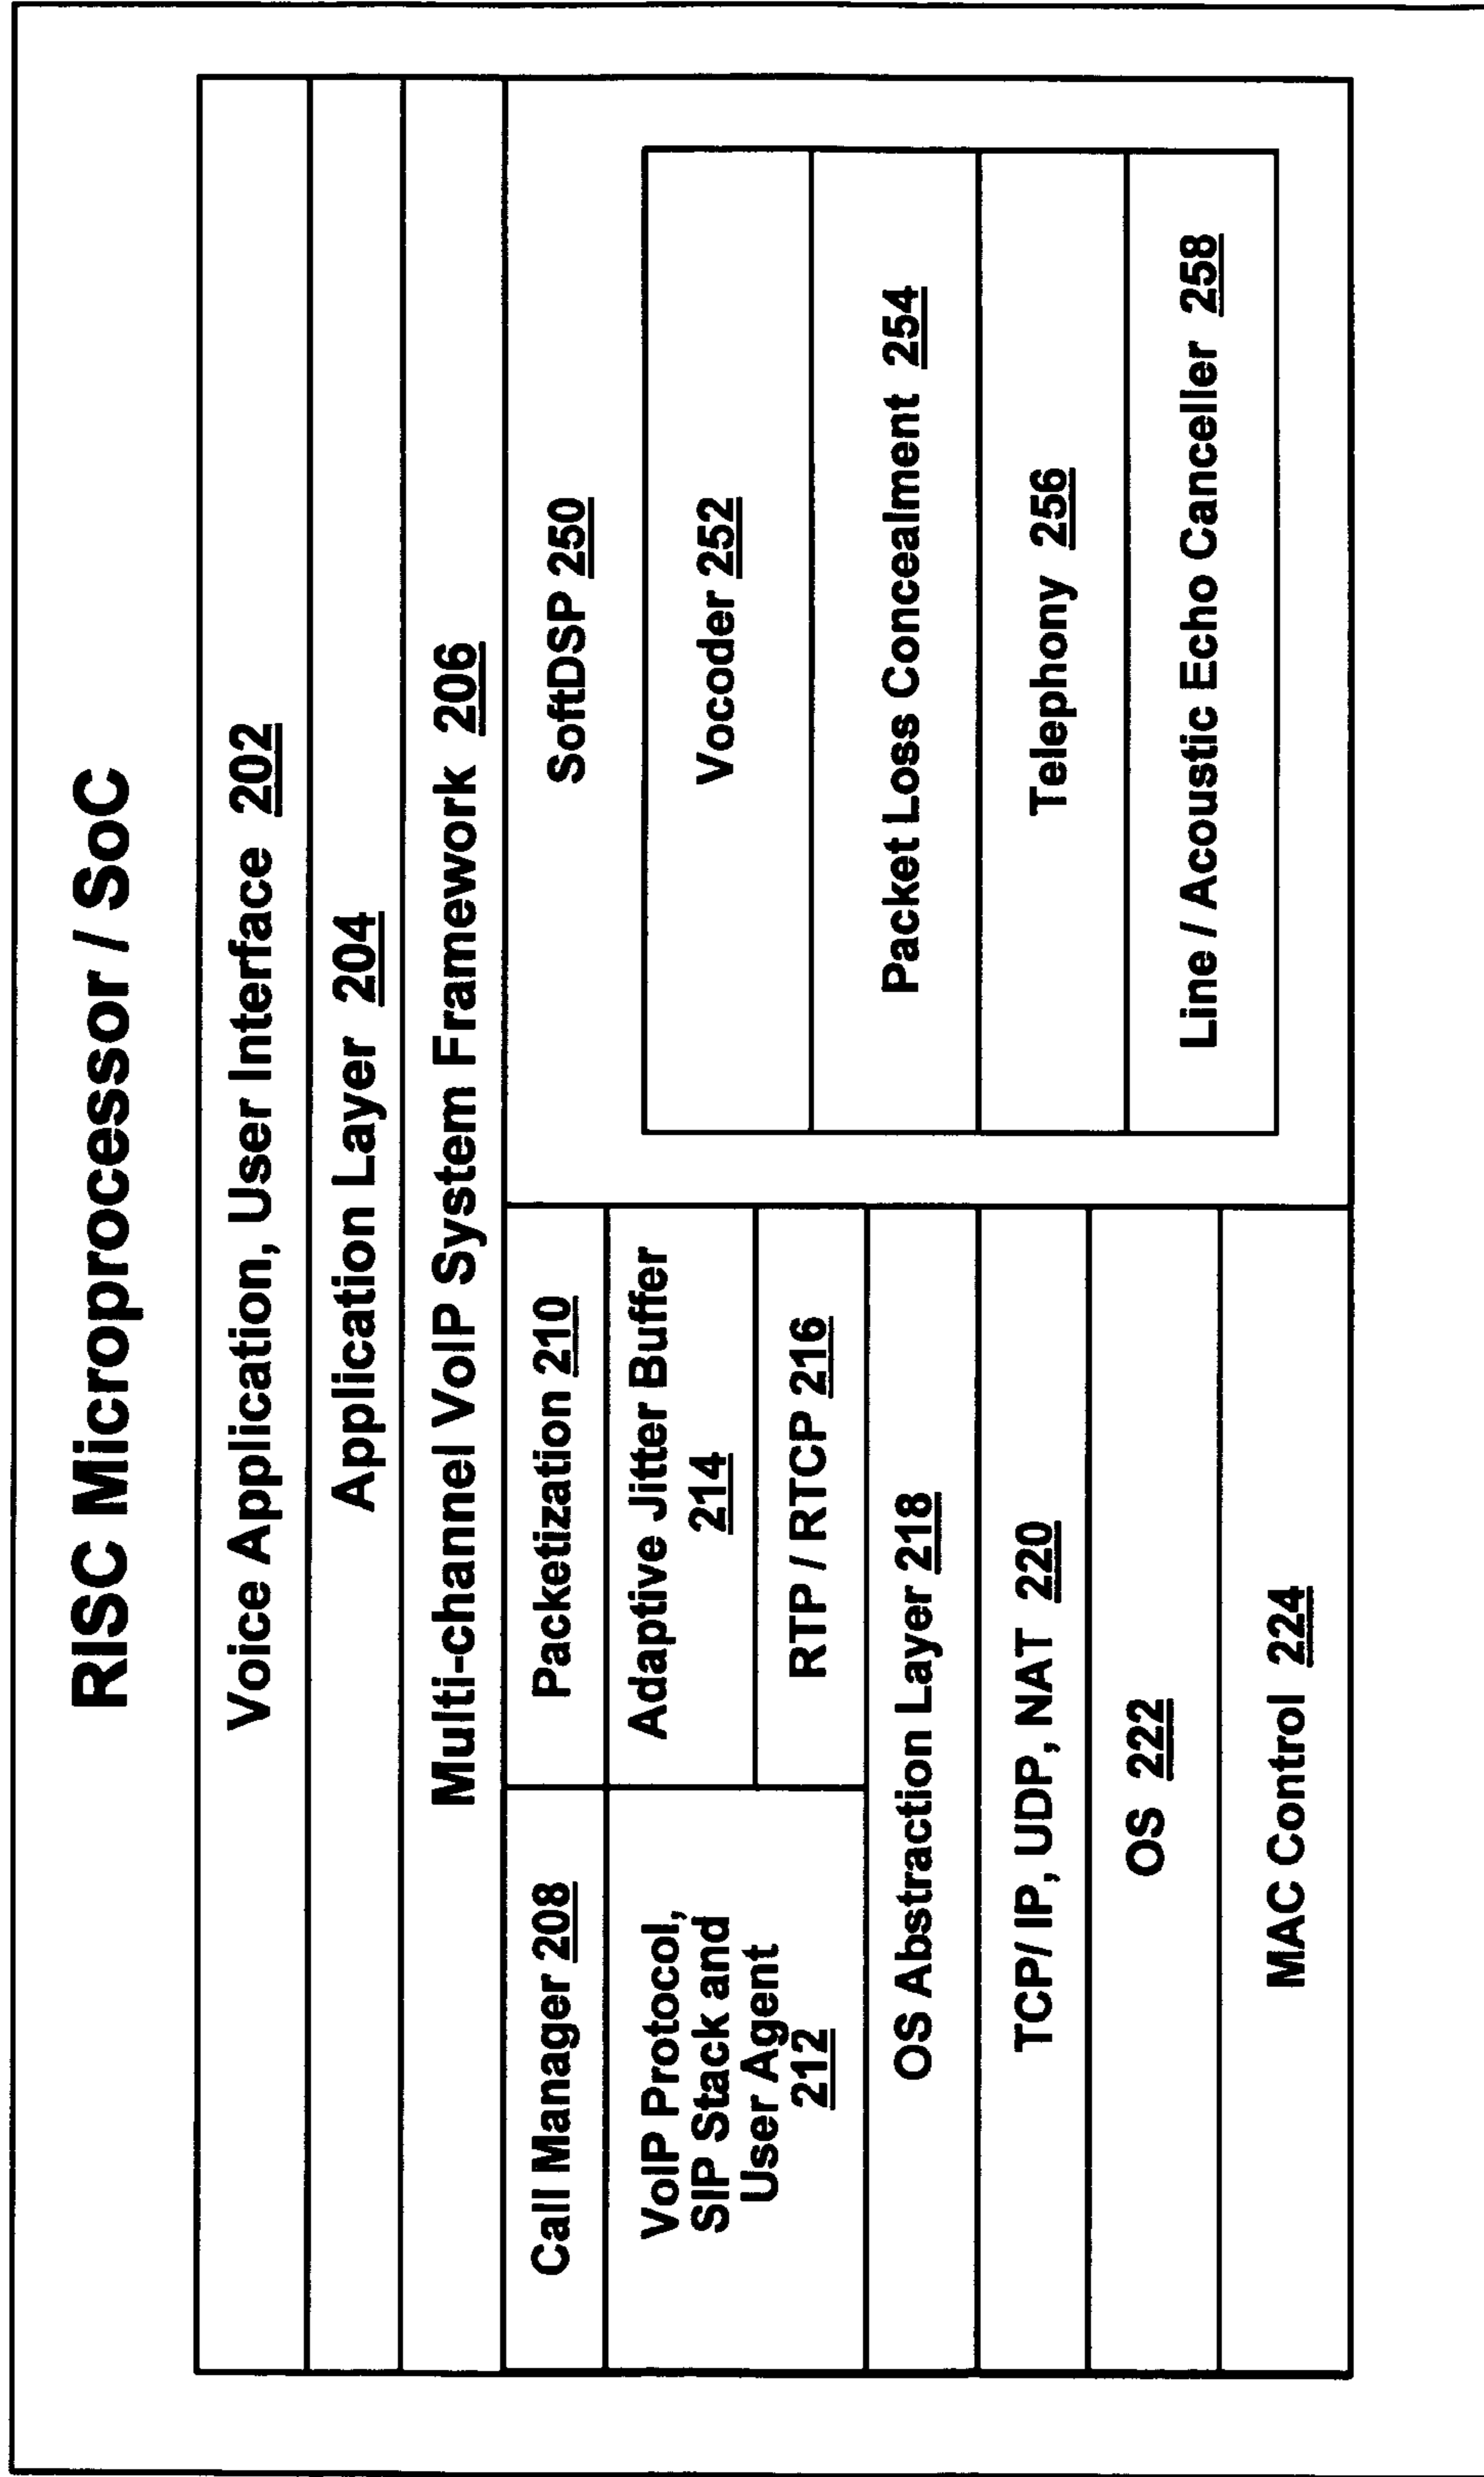 RISC Microprocessor / SoC
Voice Application, User Interface 202
Application Layer 204
Multi-channel VoIP System Framework 206
Call Manager 208
Packetization 210
VoIP Protocol,
SIP Stack and
User Agent
212
Adaptive Jitter Buffer
214
RTP / RTCP 216
OS Abstraction Layer 218
TCP/ IP, UDP, NAT 220
OS 222
MAC Control 224
SoftDSP 250
Vocoder 252
Packet Loss Concealment 254
Telephony 256
Line / Acoustic Echo Canceller 258